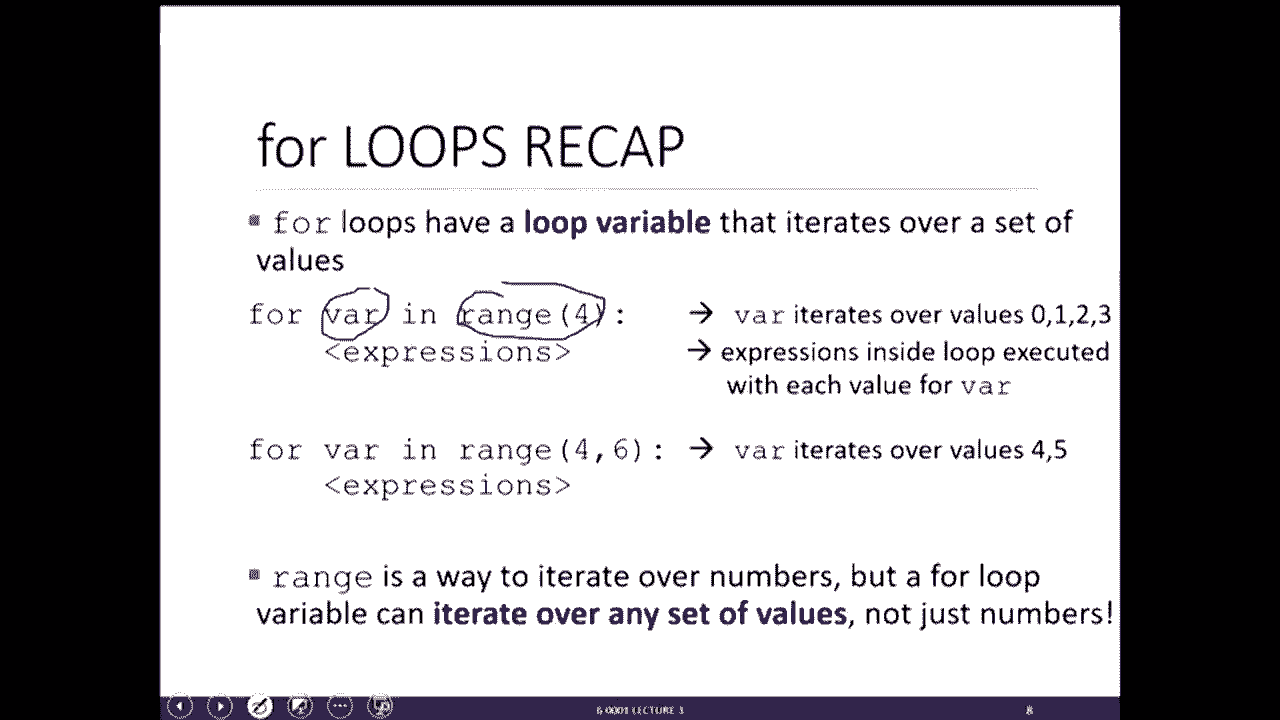 for LOOPS RECAP
▪ for loops have a loop variable that iterates over a set of
values
for var in range(4): → var iterates over values 0,1,2,3
<expressions> → expressions inside loop executed
with each value for var
for var in range(4,6): → var iterates over values 4,5
<expressions>
▪ range is a way to iterate over numbers, but a for loop
variable can iterate over any set of values, not just numbers!
6.0001 LECTURE 3
8